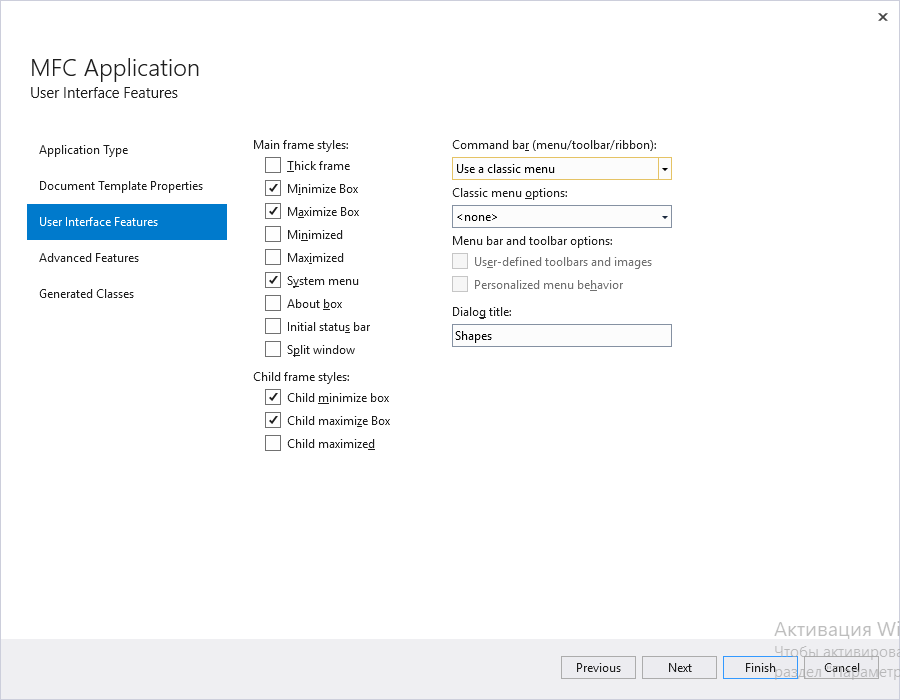 MFC Application
User Interface Features
Application Type
Document Template Properties
User Interface Features
Advanced Features
Generated Classes
Main frame styles:
Thick frame
Minimize Box
Maximize Box
Minimized
Maximized
System menu
About box
Initial status bar
Split window
Child frame styles:
Child minimize box
Child maximize Box
Child maximized
Command bar (menu/toolbar/ribbon):
Use a classic menu
Classic menu options:
<none>
Menu bar and toolbar options:
User-defined toolbars and images
Personalized menu behavior
Dialog title:
Shapes
Активация Wi
Чтобы активирова
раздел "Параметр
Previous
Next
Finish
Cancel